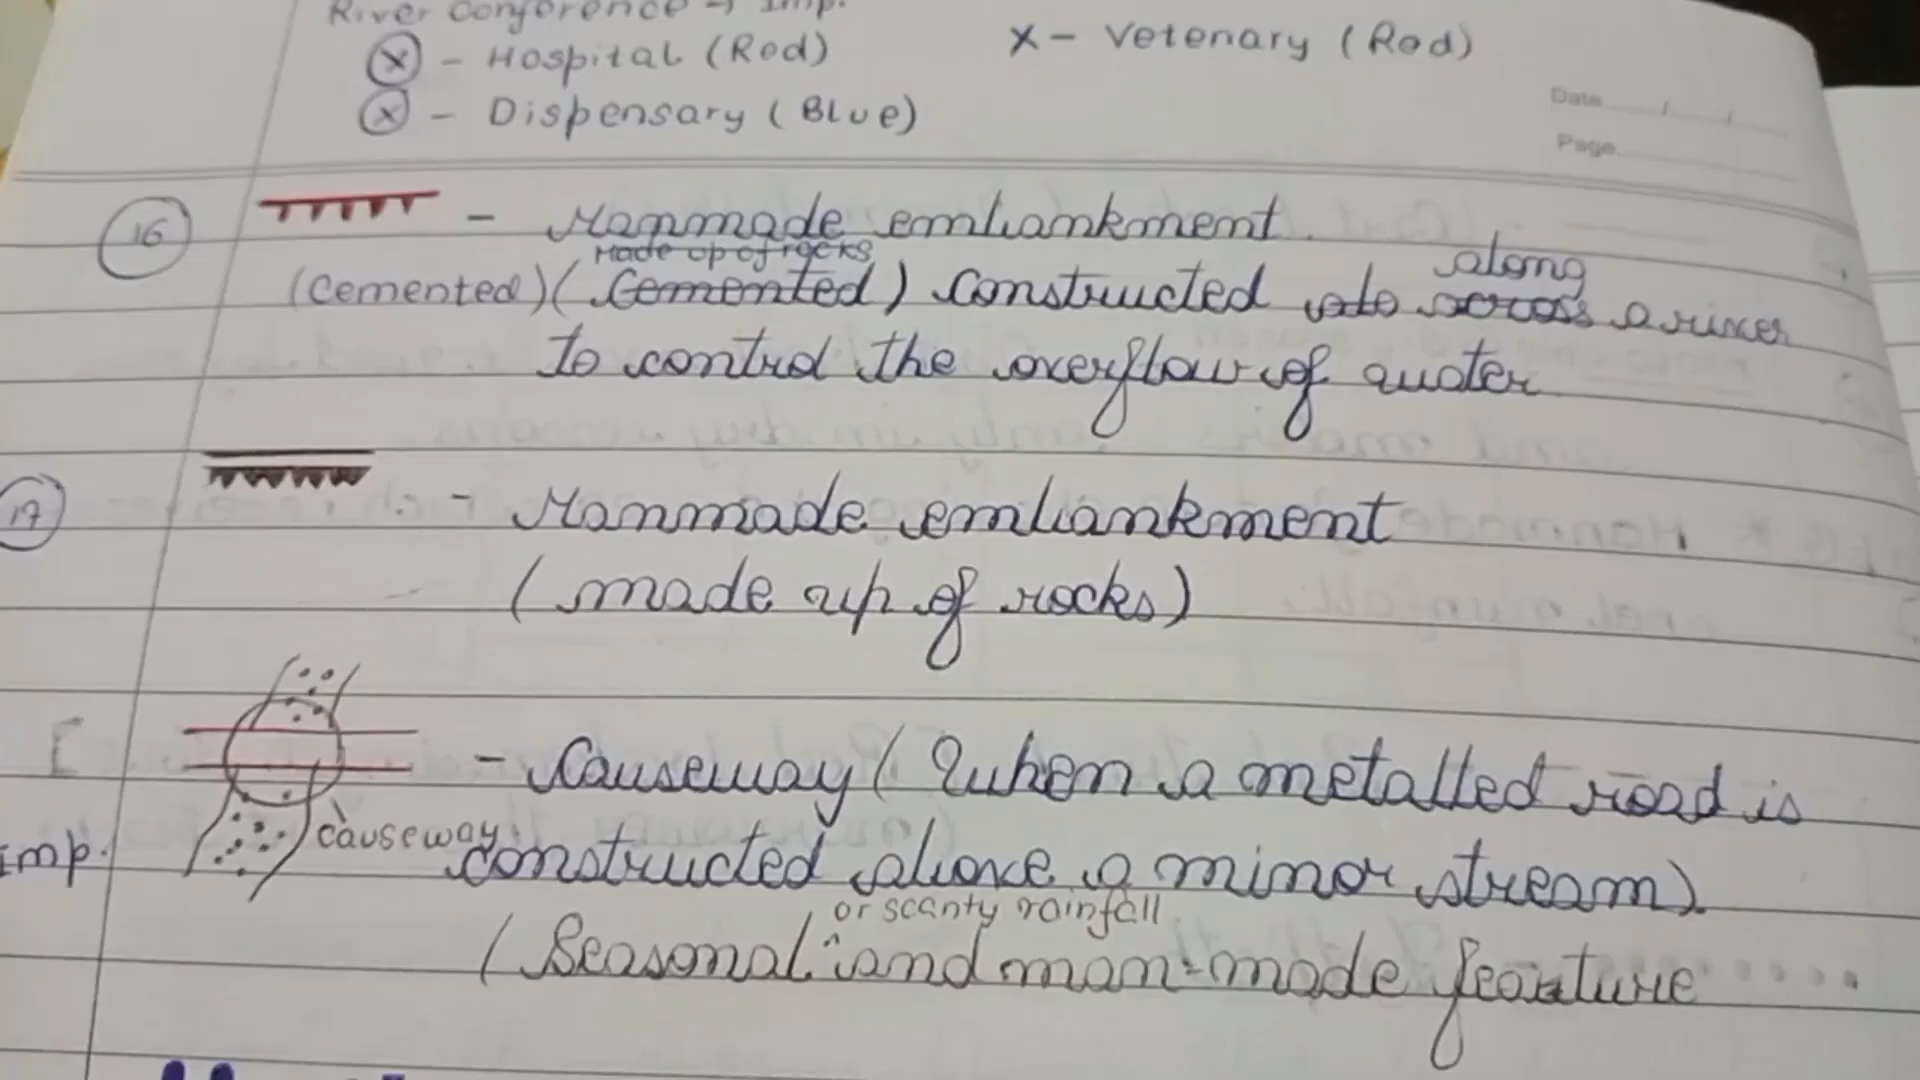 River Conference → Imp.
X - Hospital (Red)
X - Vetenary (Red)
X - Dispensary (Blue)
Date
Page
16 - Manmade embankment
Made up of rocks
along
(Cemented) (Cemented) constructed across a river
to control the overflow of water
17 - Manmade embankment
(made up of rocks)
- Causeway (When a metalled road is
Imp. causeway constructed above a minor stream)
or scanty rainfall
(Seasonal ^ and man-made feature